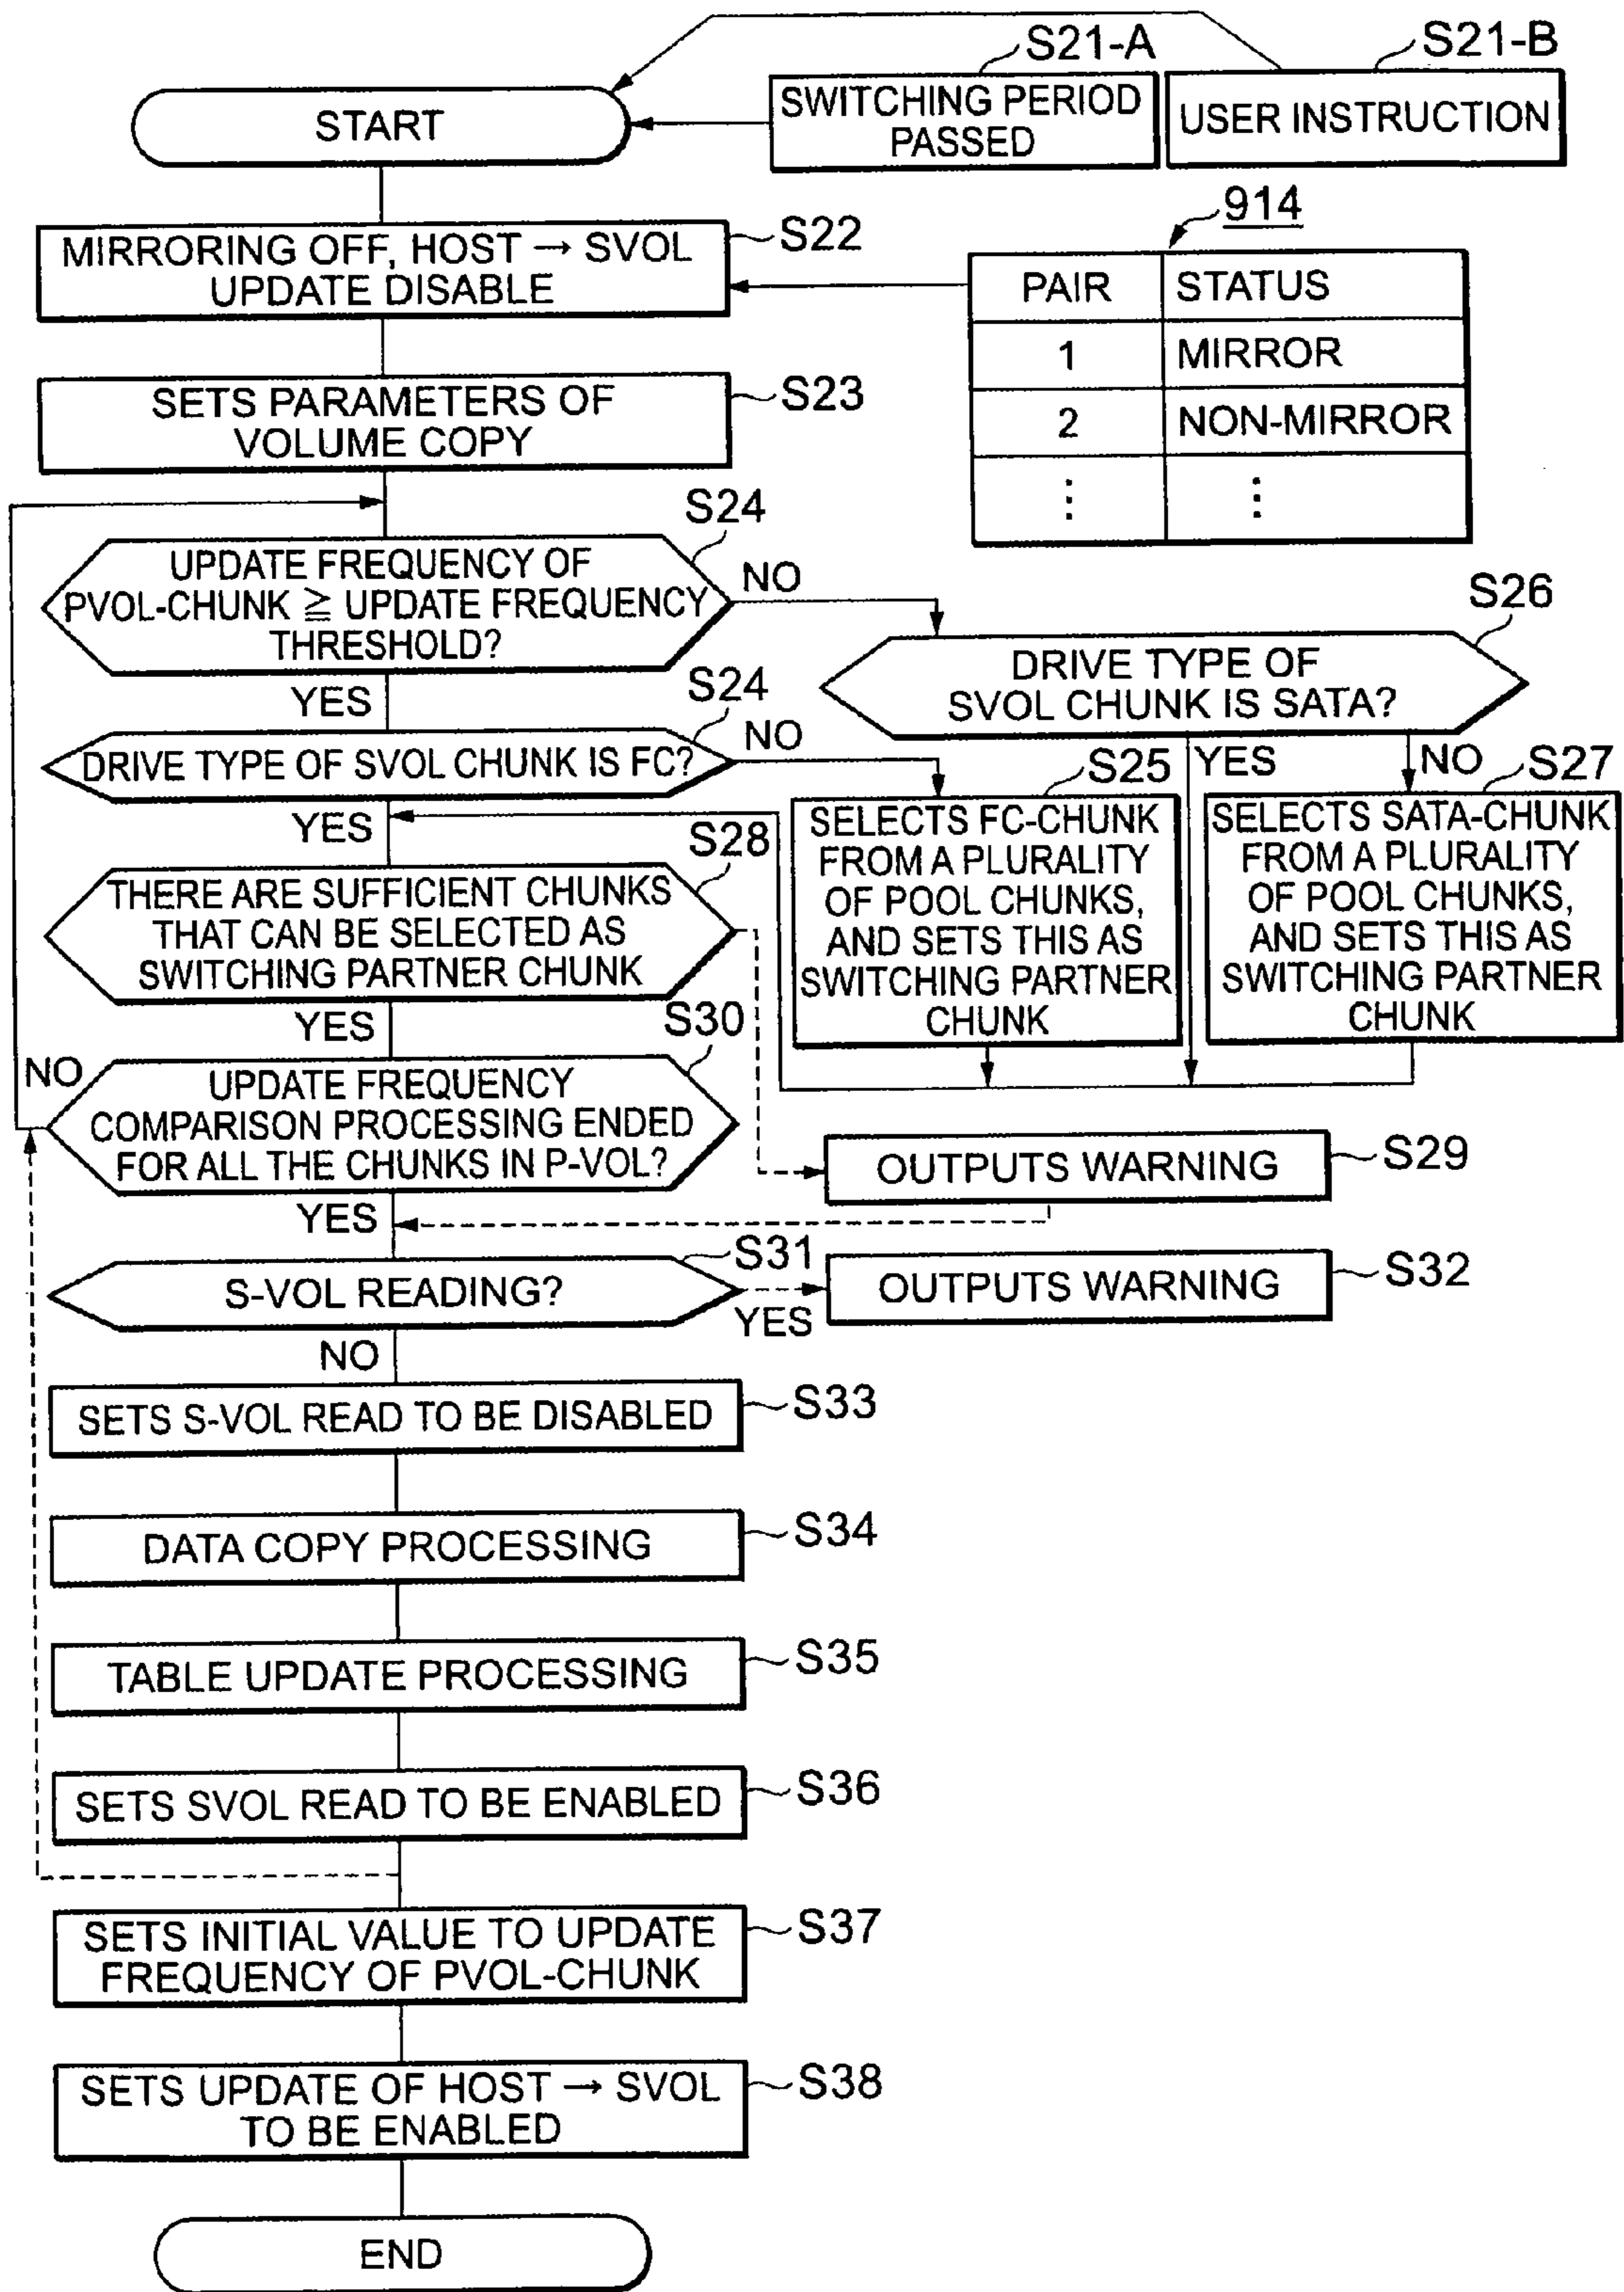 S21-A
S21-B
START
SWITCHING PERIOD
PASSED
USER INSTRUCTION
S22
MIRRORING OFF, HOST → SVOL
UPDATE DISABLE
914
PAIR STATUS
1 MIRROR
2 NON-MIRROR
⋮ ⋮
S23
SETS PARAMETERS OF
VOLUME COPY
S24
UPDATE FREQUENCY OF
PVOL-CHUNK ≧ UPDATE FREQUENCY
THRESHOLD?
NO
YES
S26
DRIVE TYPE OF
SVOL CHUNK IS SATA?
YES
NO
S24
DRIVE TYPE OF SVOL CHUNK IS FC?
NO
YES
S25
SELECTS FC-CHUNK
FROM A PLURALITY
OF POOL CHUNKS,
AND SETS THIS AS
SWITCHING PARTNER
CHUNK
S27
SELECTS SATA-CHUNK
FROM A PLURALITY
OF POOL CHUNKS,
AND SETS THIS AS
SWITCHING PARTNER
CHUNK
S28
THERE ARE SUFFICIENT CHUNKS
THAT CAN BE SELECTED AS
SWITCHING PARTNER CHUNK
YES
S30
NO
UPDATE FREQUENCY
COMPARISON PROCESSING ENDED
FOR ALL THE CHUNKS IN P-VOL?
YES
OUTPUTS WARNING
S29
S31
S-VOL READING?
YES
NO
OUTPUTS WARNING
S32
SETS S-VOL READ TO BE DISABLED
S33
DATA COPY PROCESSING
S34
TABLE UPDATE PROCESSING
S35
SETS SVOL READ TO BE ENABLED
S36
SETS INITIAL VALUE TO UPDATE
FREQUENCY OF PVOL-CHUNK
S37
SETS UPDATE OF HOST → SVOL
TO BE ENABLED
S38
END